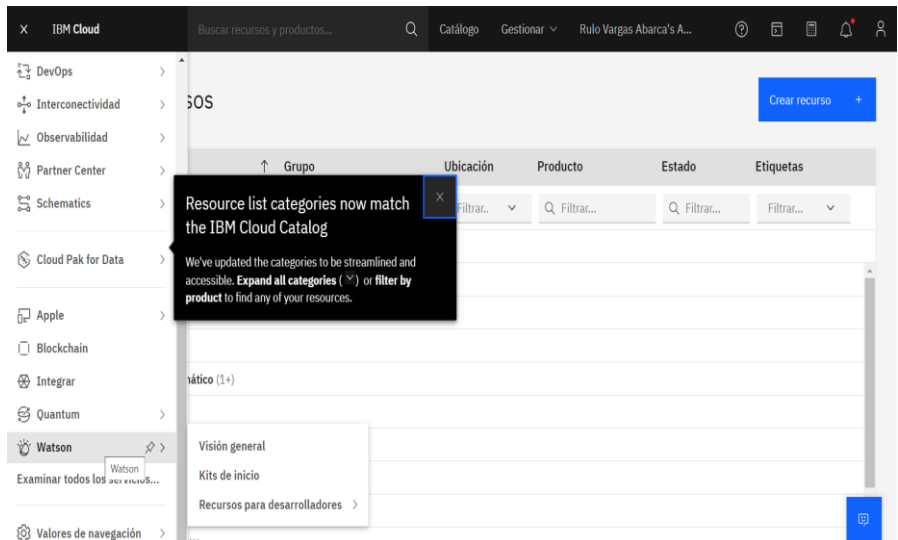 IBM Cloud
Buscar recursos y productos...
Catálogo
Gestionar
Rulo Vargas Abarca's A...
DevOps
Interconectividad
Observabilidad
Partner Center
Schematics
Cloud Pak for Data
Apple
Blockchain
Integrar
Quantum
Watson
Watson
Examinar todos los servicios...
Valores de navegación
sos
Crear recurso +
Grupo
Ubicación
Producto
Estado
Etiquetas
Filtrar..
Filtrar...
Filtrar...
Filtrar...
Resource list categories now match
the IBM Cloud Catalog
We've updated the categories to be streamlined and
accessible. Expand all categories ( ) or filter by
product to find any of your resources.
nático (1+)
Visión general
Kits de inicio
Recursos para desarrolladores